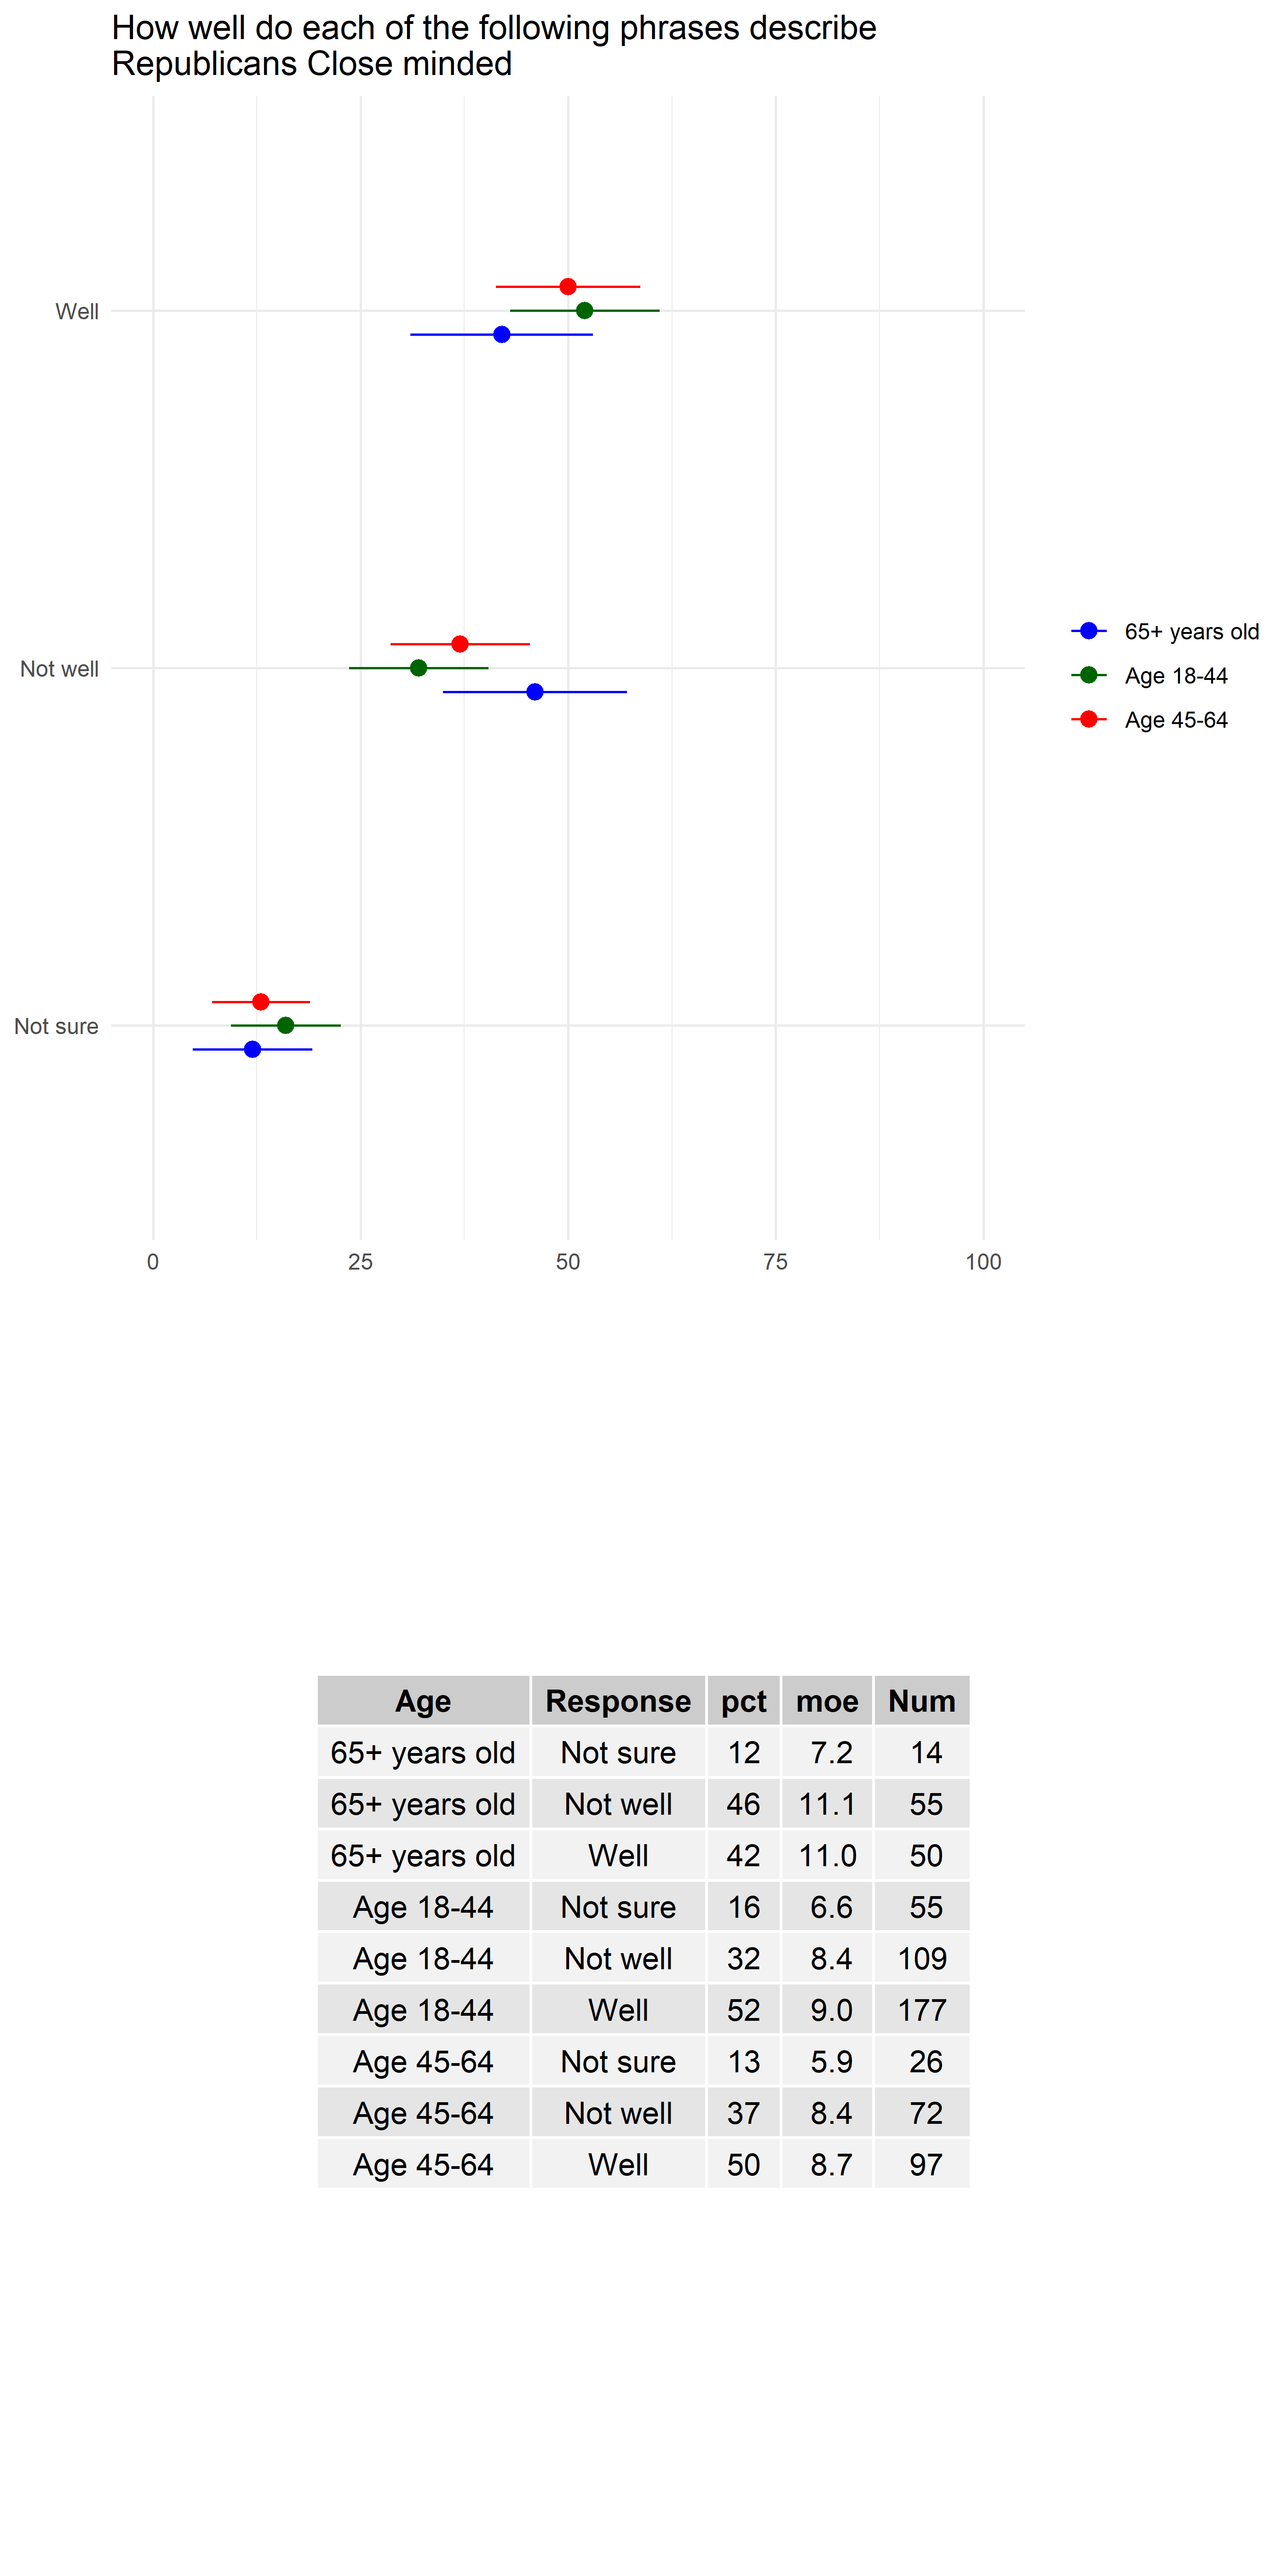 How well do each of the following phrases describe
Republicans Close minded
Well
Not well
Not sure
0 25 50 75 100
65+ years old
Age 18-44
Age 45-64
Age Response pct moe Num
65+ years old Not sure 12 7.2 14
65+ years old Not well 46 11.1 55
65+ years old Well 42 11.0 50
Age 18-44 Not sure 16 6.6 55
Age 18-44 Not well 32 8.4 109
Age 18-44 Well 52 9.0 177
Age 45-64 Not sure 13 5.9 26
Age 45-64 Not well 37 8.4 72
Age 45-64 Well 50 8.7 97